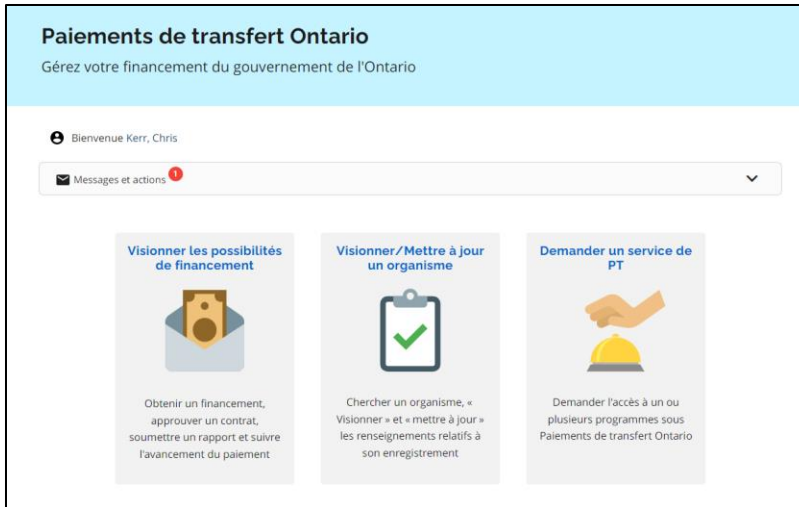 Paiements de transfert Ontario
Gérez votre financement du gouvernement de l'Ontario
Bienvenue Kerr, Chris
Messages et actions 1
Visionner les possibilités
de financement
Obtenir un financement,
approuver un contrat,
soumettre un rapport et suivre
l'avancement du paiement
Visionner/Mettre à jour
un organisme
Chercher un organisme, «
Visionner » et « mettre à jour »
les renseignements relatifs à
son enregistrement
Demander un service de
PT
Demander l'accès à un ou
plusieurs programmes sous
Paiements de transfert Ontario